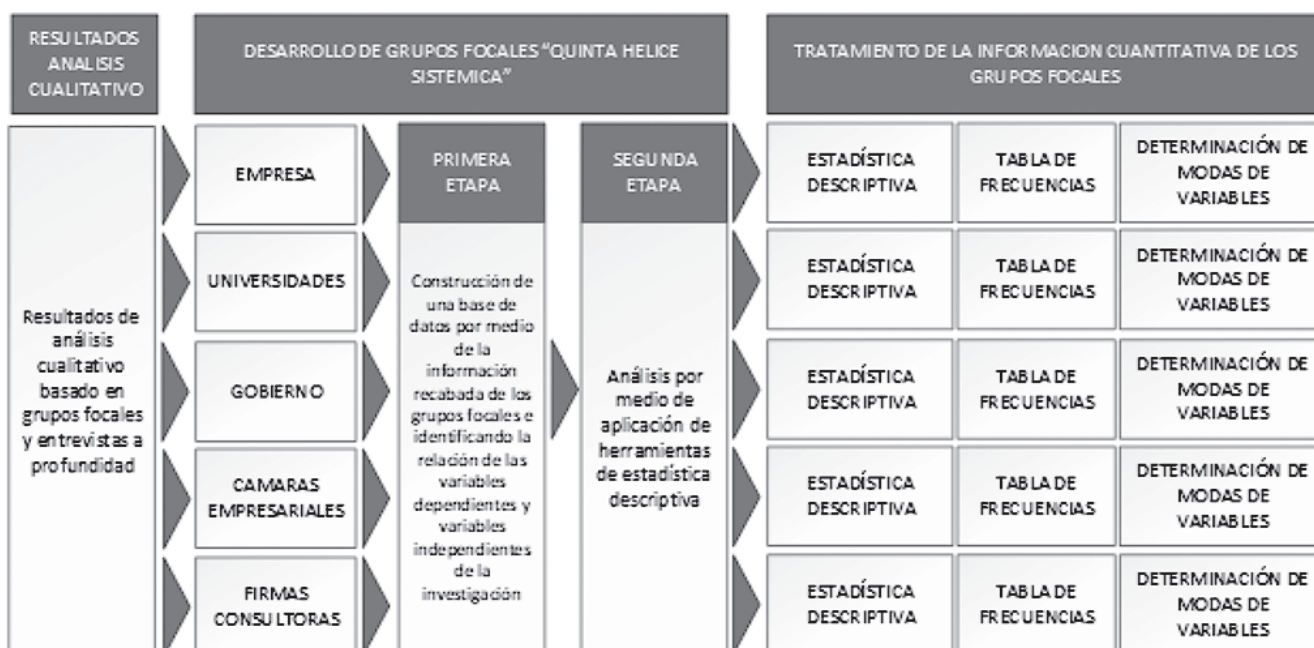 RESULTADOS
ANALISIS
CUALITATIVO
DESARROLLO DE GRUPOS FOCALES “QUINTA HELICE
SISTEMICA”
TRATAMIENTO DE LA INFORMACION CUANTITATIVA DE LOS
GRUPOS FOCALES
Resultados de
análisis
cualitativo
basado en
grupos focales
y entrevistas a
profundidad
EMPRESA
UNIVERSIDADES
GOBIERNO
CAMARAS
EMPRESARIALES
FIRMAS
CONSULTORAS
PRIMERA
ETAPA
Construcción de
una base de
datos por medio
de la
información
recabada de los
grupos focales e
identificando la
relación de las
variables
dependientes y
variables
independientes
de la
investigación
SEGUNDA
ETAPA
Análisis por
medio de
aplicación de
herramientas
de estadística
descriptiva
ESTADÍSTICA
DESCRIPTIVA
TABLA DE
FRECUENCIAS
DETERMINACIÓN DE
MODAS DE
VARIABLES
ESTADÍSTICA
DESCRIPTIVA
TABLA DE
FRECUENCIAS
DETERMINACIÓN DE
MODAS DE
VARIABLES
ESTADÍSTICA
DESCRIPTIVA
TABLA DE
FRECUENCIAS
DETERMINACIÓN DE
MODAS DE
VARIABLES
ESTADÍSTICA
DESCRIPTIVA
TABLA DE
FRECUENCIAS
DETERMINACIÓN DE
MODAS DE
VARIABLES
ESTADÍSTICA
DESCRIPTIVA
TABLA DE
FRECUENCIAS
DETERMINACIÓN DE
MODAS DE
VARIABLES